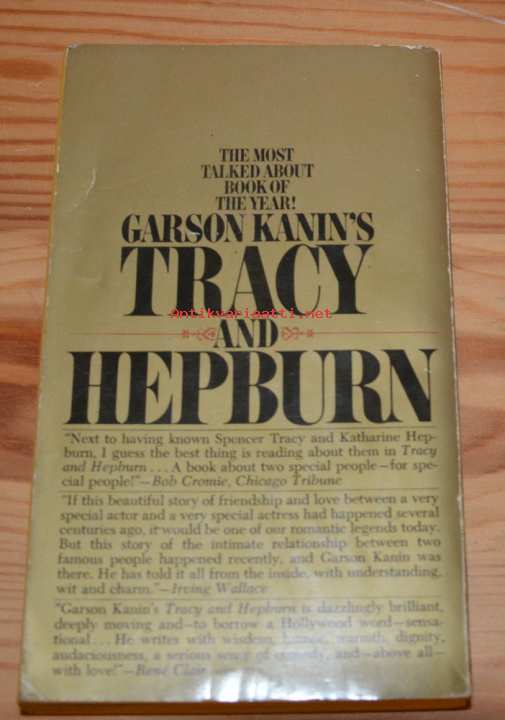 THE MOST
TALKED ABOUT
BOOK OF
THE YEAR!
GARSON KANIN'S
TRACY
Antikvariaatti.net
AND
HEPBURN
"Next to having known Spencer Tracy and Katharine Hep-
burn, I guess the best thing is reading about them in Tracy
and Hepburn . . . A book about two special people—for spe-
cial people!"—Bob Cromie, Chicago Tribune
"If this beautiful story of friendship and love between a very
special actor and a very special actress had happened several
centuries ago, it would be one of our romantic legends today.
But this story of the intimate relationship between two
famous people happened recently, and Garson Kanin was
there. He has told it all from the inside, with understanding,
wit and charm."—Irving Wallace
"Garson Kanin's Tracy and Hepburn is dazzlingly brilliant,
deeply moving and—to borrow a Hollywood word—sensa-
tional . . . He writes with wisdom, honor, warmth, dignity,
audaciousness, a serious sense of comedy, and—above all—
with love!"—René Clair